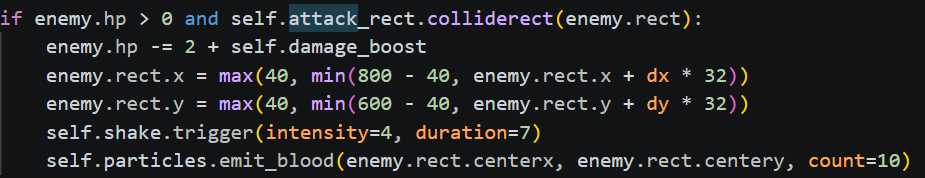 if enemy.hp > 0 and self.attack_rect.colliderect(enemy.rect):
    enemy.hp -= 2 + self.damage_boost
    enemy.rect.x = max(40, min(800 - 40, enemy.rect.x + dx * 32))
    enemy.rect.y = max(40, min(600 - 40, enemy.rect.y + dy * 32))
    self.shake.trigger(intensity=4, duration=7)
    self.particles.emit_blood(enemy.rect.centerx, enemy.rect.centery, count=10)